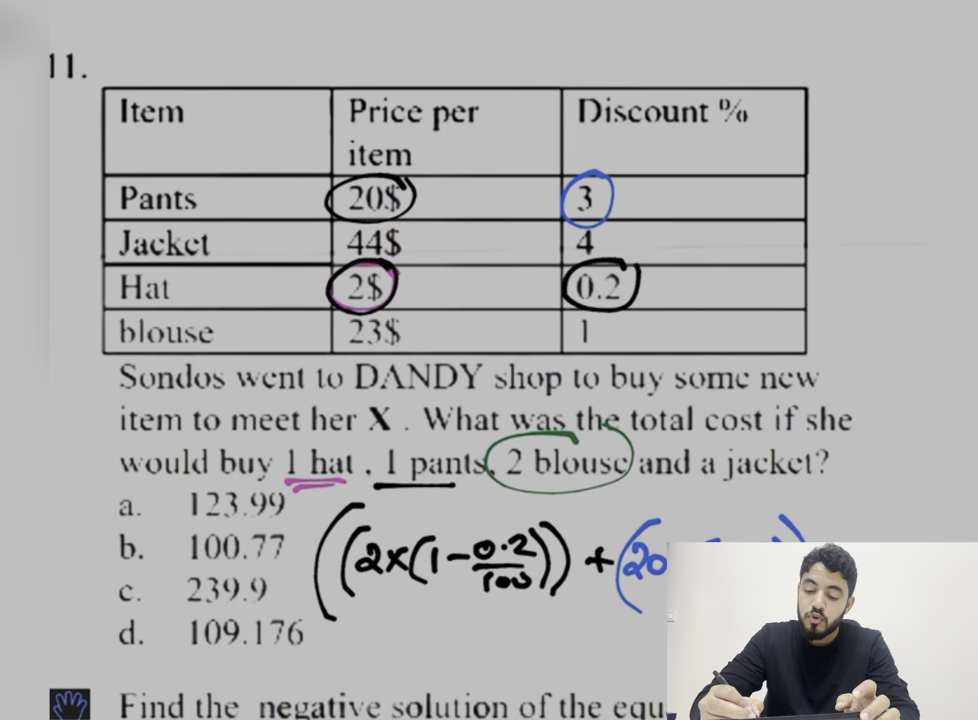 11.
Item Price per item Discount %
Pants 20$ 3
Jacket 44$ 4
Hat 2$ 0.2
blouse 23$ 1
Sondos went to DANDY shop to buy some new
item to meet her X . What was the total cost if she
would buy 1 hat , 1 pants, 2 blouse and a jacket?
a. 123.99
b. 100.77
c. 239.9
d. 109.176
((2x(1-0.2/100)) + (20
Find the negative solution of the equ